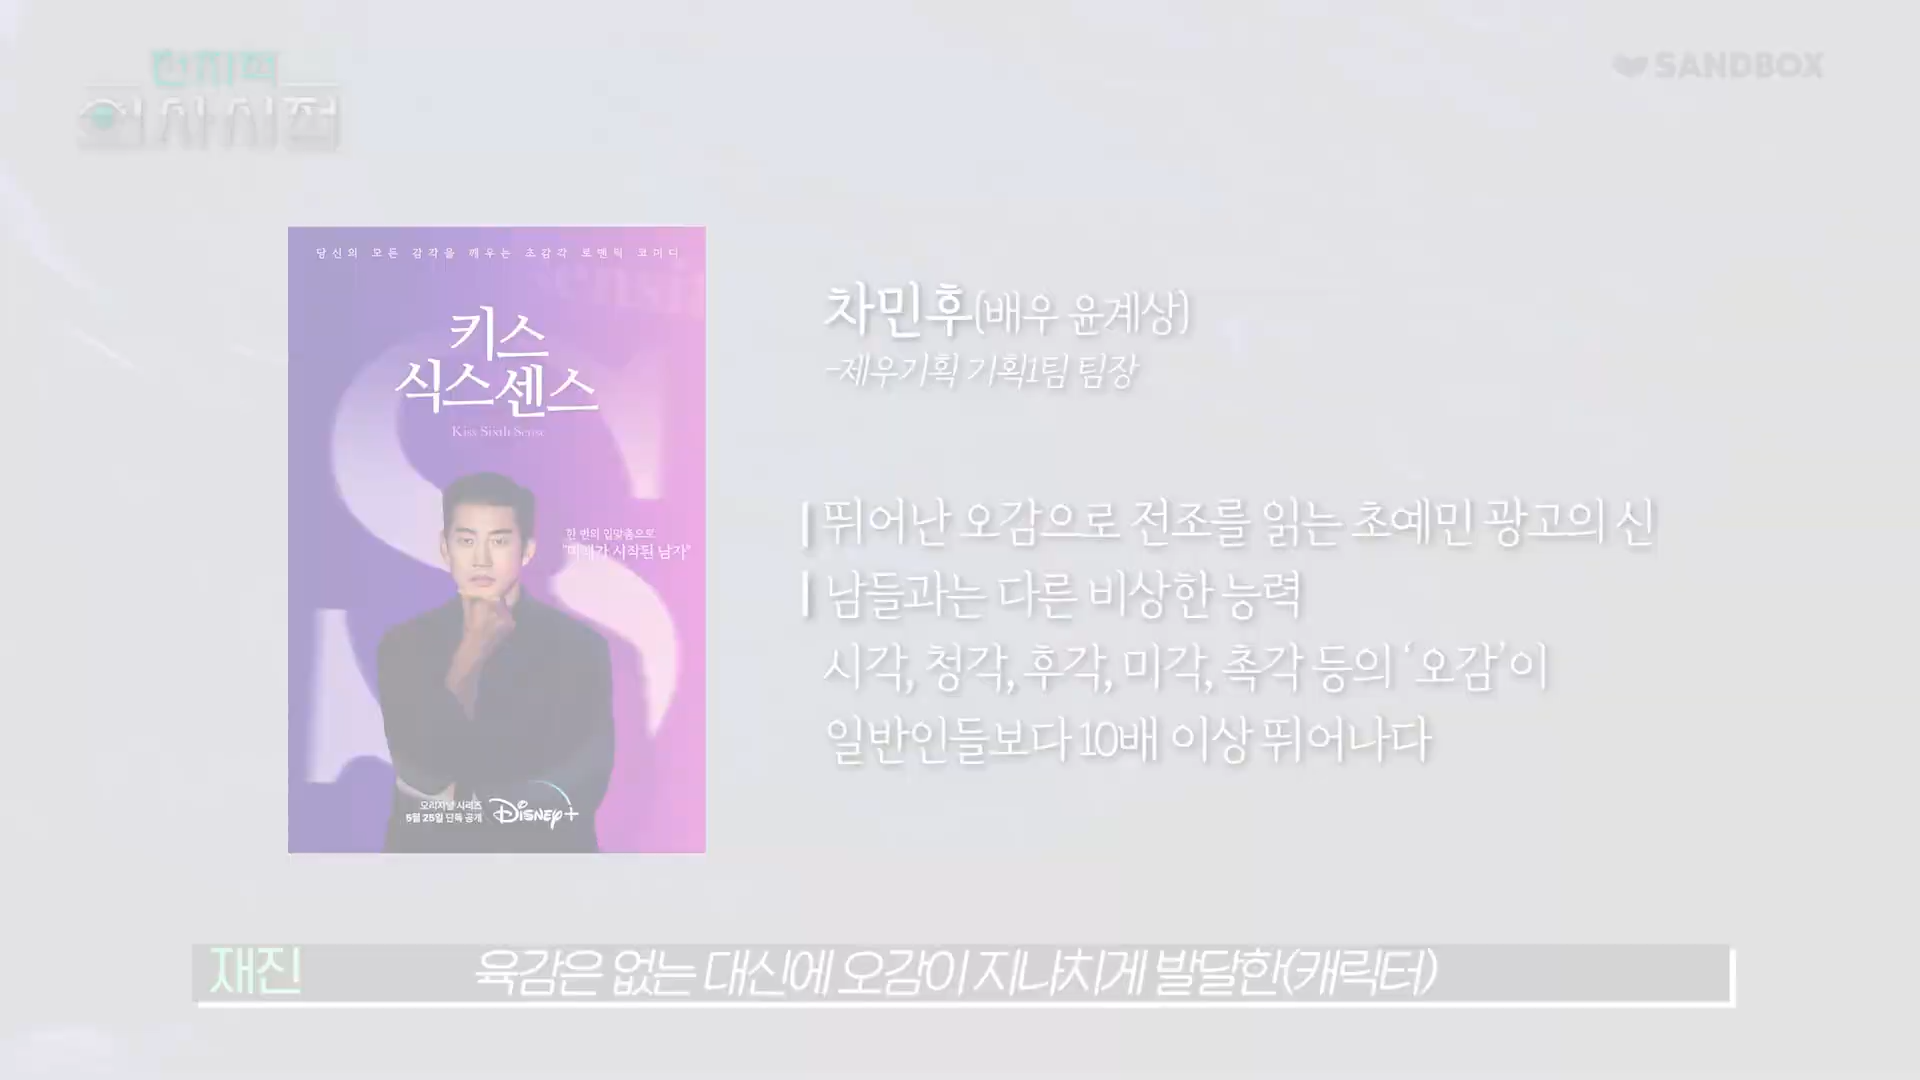 SANDBOX
당신의 모든 감각을 깨우는 초감각 로맨틱 코미디
키스
식스센스
Kiss Sixth Sense
한 번의 입맞춤으로
시작된 남자"
오리지널 시리즈
5월 25일 단독 공개
Disney+
차민후(배우 윤계상)
-제우기획 기획1팀 팀장
뛰어난 오감으로 전조를 읽는 초예민 광고의 신
남들과는 다른 비상한 능력
시각, 청각, 후각, 미각, 촉각 등의 ‘오감’이
일반인들보다 10배 이상 뛰어나다
재진 육감은 없는 대신에 오감이 지나치게 발달한(캐릭터)